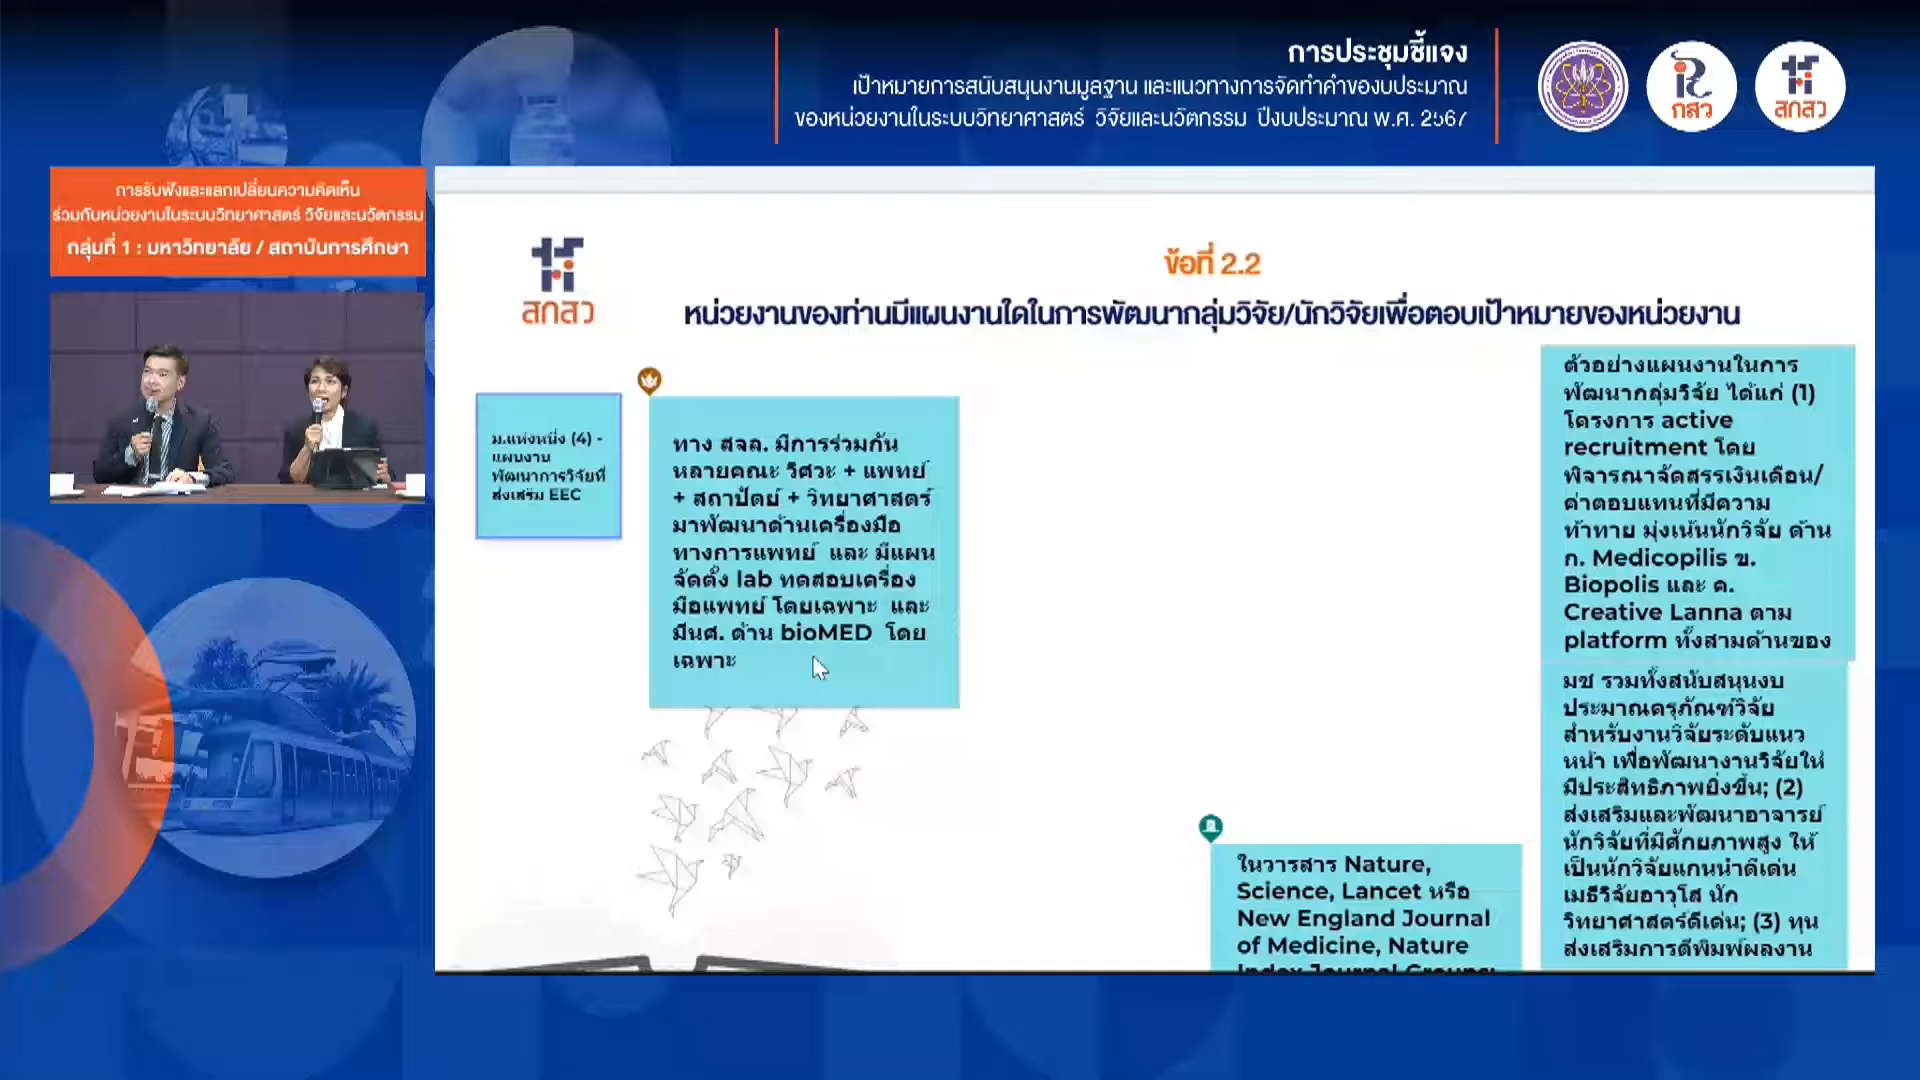 การประชุมชี้แจง
เป้าหมายการสนับสนุนงานมูลฐาน และแนวทางการจัดทำคำของบประมาณ
ของหน่วยงานในระบบวิทยาศาสตร์ วิจัยและนวัตกรรม ปีงบประมาณ พ.ศ. 2567
กสว
สกสว
การรับฟังและแลกเปลี่ยนความคิดเห็น
ร่วมกับหน่วยงานในระบบวิทยาศาสตร์ วิจัยและนวัตกรรม
กลุ่มที่ 1 : มหาวิทยาลัย / สถาบันการศึกษา
สกสว
ข้อที่ 2.2
หน่วยงานของท่านมีแผนงานใดในการพัฒนากลุ่มวิจัย/นักวิจัยเพื่อตอบเป้าหมายของหน่วยงาน
ม.แห่งหนึ่ง (4) -
แผนงาน
พัฒนาการวิจัยที่
ส่งเสริม EEC
ทาง สจล. มีการร่วมกัน
หลายคณะ วิศวะ + แพทย์
+ สถาปัตย์ + วิทยาศาสตร์
มาพัฒนาด้านเครื่องมือ
ทางการแพทย์ และ มีแผน
จัดตั้ง lab ทดสอบเครื่อง
มือแพทย์ โดยเฉพาะ และ
มีนศ. ด้าน bioMED โดย
เฉพาะ
ตัวอย่างแผนงานในการ
พัฒนากลุ่มวิจัย ได้แก่ (1)
โครงการ active
recruitment โดย
พิจารณาจัดสรรเงินเดือน/
ค่าตอบแทนที่มีความ
ท้าทาย มุ่งเน้นนักวิจัย ด้าน
ก. Medicopilis ข.
Biopolis และ ค.
Creative Lanna ตาม
platform ทั้งสามด้านของ
มช รวมทั้งสนับสนุนงบ
ประมาณครุภัณฑ์วิจัย
สำหรับงานวิจัยระดับแนว
หน้า เพื่อพัฒนางานวิจัยให้
มีประสิทธิภาพยิ่งขึ้น; (2)
ส่งเสริมและพัฒนาอาจารย์
นักวิจัยที่มีศักยภาพสูง ให้
เป็นนักวิจัยแกนนำดีเด่น
เมธีวิจัยอาวุโส นัก
วิทยาศาสตร์ดีเด่น; (3) ทุน
ส่งเสริมการตีพิมพ์ผลงาน
ในวารสาร Nature,
Science, Lancet หรือ
New England Journal
of Medicine, Nature
Index Journal Groups;